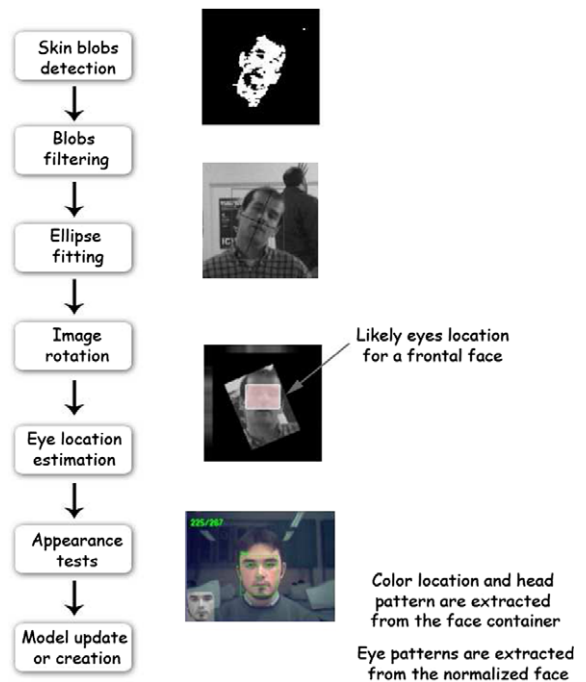 Skin blobs
detection
Blobs
filtering
Ellipse
fitting
Image
rotation
Likely eyes location
for a frontal face
Eye location
estimation
Appearance
tests
225/267
Color location and head
pattern are extracted
from the face container
Model update
or creation
Eye patterns are extracted
from the normalized face